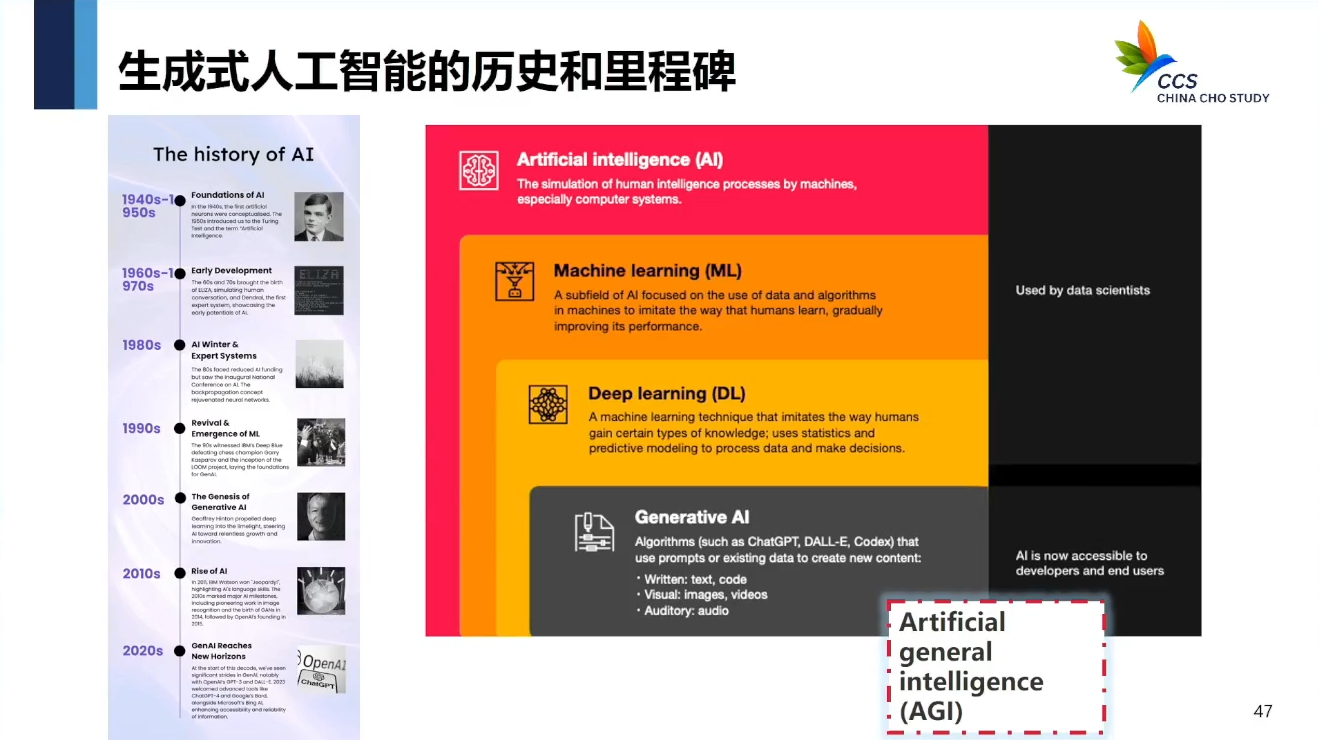 生成式人工智能的历史和里程碑
CCS
CHINA CHO STUDY
The history of AI
1940s-1
950s
Foundations of AI
In the 1940s, the first artificial
neurons were conceptualised. The
1950s introduced us to the Turing
Test and the term "Artificial
Intelligence.
1960s-1
970s
Early Development
The 60s and 70s brought the birth
of ELIZA, simulating human
conversation, and Dendral, the first
expert system, showcasing the
early potentials of AI.
ELIZA
1980s
AI Winter &
Expert Systems
The 80s faced reduced AI funding
but saw the Inaugural National
Conference on AI. The
backpropagation concept
rejuvenated neural networks.
1990s
Revival &
Emergence of ML
The 90s witnessed IBM's Deep Blue
defeating chess champion Garry
Kasparov and the inception of the
LOOM project, laying the foundations
for GenAI.
2000s
The Genesis of
Generative AI
Geoffrey Hinton propelled deep
learning into the limelight, steering
AI toward relentless growth and
innovation.
2010s
Rise of AI
In 2011, IBM Watson won "Jeopardy!",
highlighting AI's language skills. The
2010s marked major AI milestones,
including pioneering work in image
recognition and the birth of GANs in
2014, followed by OpenAI's founding in
2015.
2020s
GenAI Reaches
New Horizons
At the start of this decade, we've seen
significant strides in GenAI, notably
with OpenAI's GPT-3 and DALL-E. 2023
welcomed advanced tools like
ChatGPT-4 and Google's Bard,
alongside Microsoft's Bing AI,
enhancing accessibility and reliability
of information.
OpenAI
ChatGPT
Artificial intelligence (AI)
The simulation of human intelligence processes by machines,
especially computer systems.
Machine learning (ML)
A subfield of AI focused on the use of data and algorithms
in machines to imitate the way that humans learn, gradually
improving its performance.
Used by data scientists
Deep learning (DL)
A machine learning technique that imitates the way humans
gain certain types of knowledge; uses statistics and
predictive modeling to process data and make decisions.
Generative AI
Algorithms (such as ChatGPT, DALL-E, Codex) that
use prompts or existing data to create new content:
· Written: text, code
· Visual: images, videos
· Auditory: audio
AI is now accessible to
developers and end users
Artificial
general
intelligence
(AGI)
47